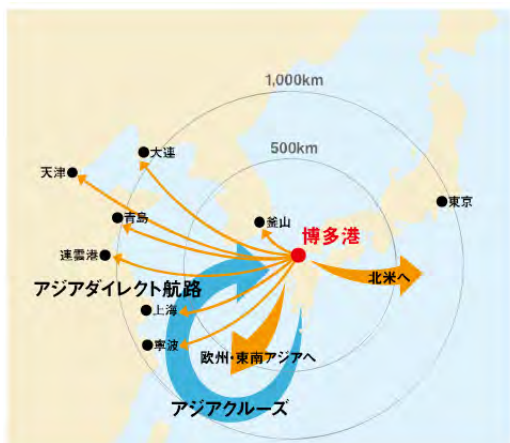 1,000km
500km
大連
天津
東京
青島
釜山
博多港
連雲港
北米へ
アジアダイレクト航路
上海
寧波
欧州・東南アジアへ
アジアクルーズ